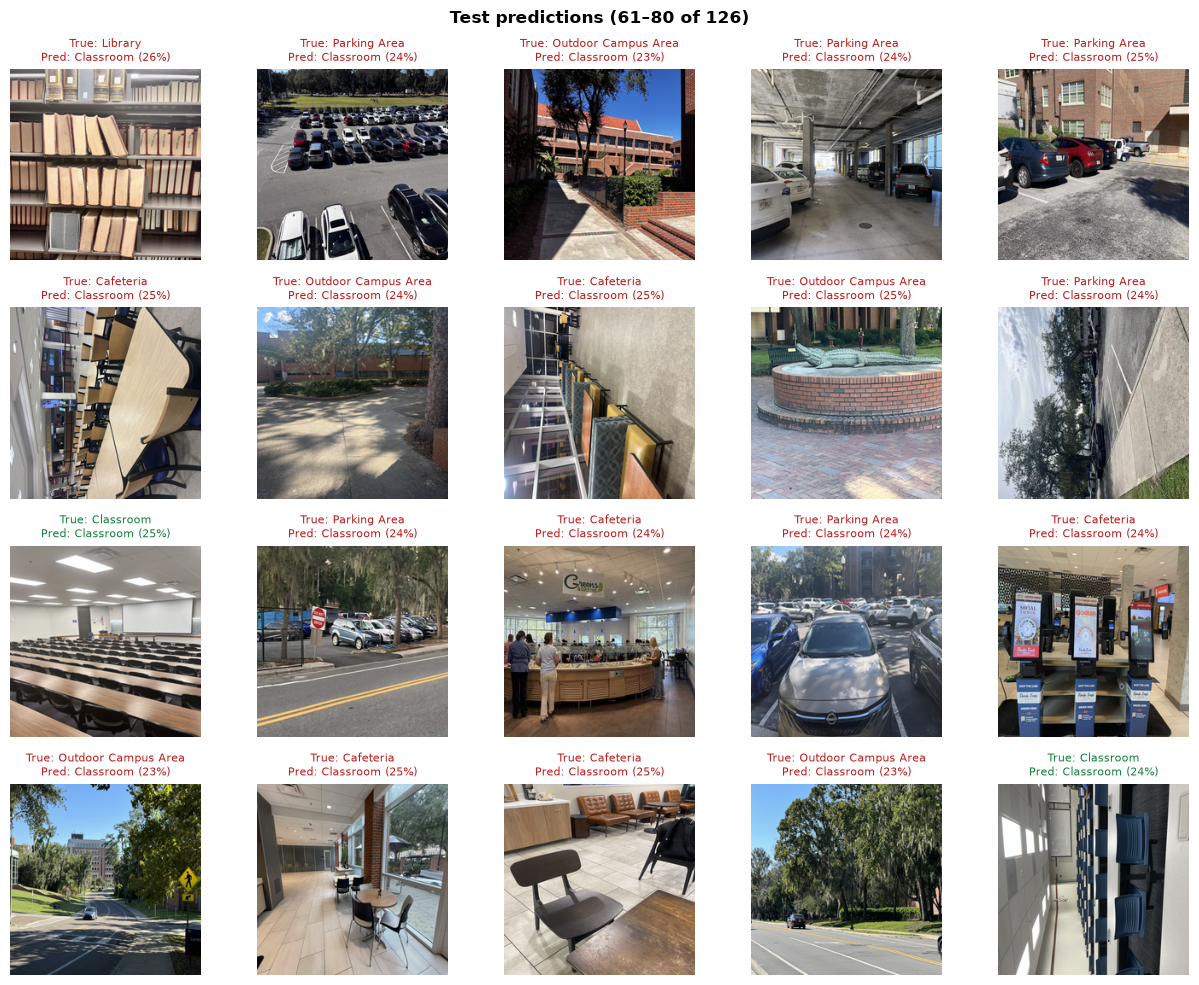 Test predictions (61–80 of 126)
True: Library
Pred: Classroom (26%)
True: Parking Area
Pred: Classroom (24%)
True: Outdoor Campus Area
Pred: Classroom (23%)
True: Parking Area
Pred: Classroom (24%)
True: Parking Area
Pred: Classroom (25%)
True: Cafeteria
Pred: Classroom (25%)
True: Outdoor Campus Area
Pred: Classroom (24%)
True: Cafeteria
Pred: Classroom (25%)
True: Outdoor Campus Area
Pred: Classroom (25%)
True: Parking Area
Pred: Classroom (24%)
True: Classroom
Pred: Classroom (25%)
True: Parking Area
Pred: Classroom (24%)
True: Cafeteria
Pred: Classroom (24%)
Greens
True: Parking Area
Pred: Classroom (24%)
True: Cafeteria
Pred: Classroom (24%)
True: Outdoor Campus Area
Pred: Classroom (23%)
True: Cafeteria
Pred: Classroom (25%)
True: Cafeteria
Pred: Classroom (25%)
True: Outdoor Campus Area
Pred: Classroom (23%)
True: Classroom
Pred: Classroom (24%)